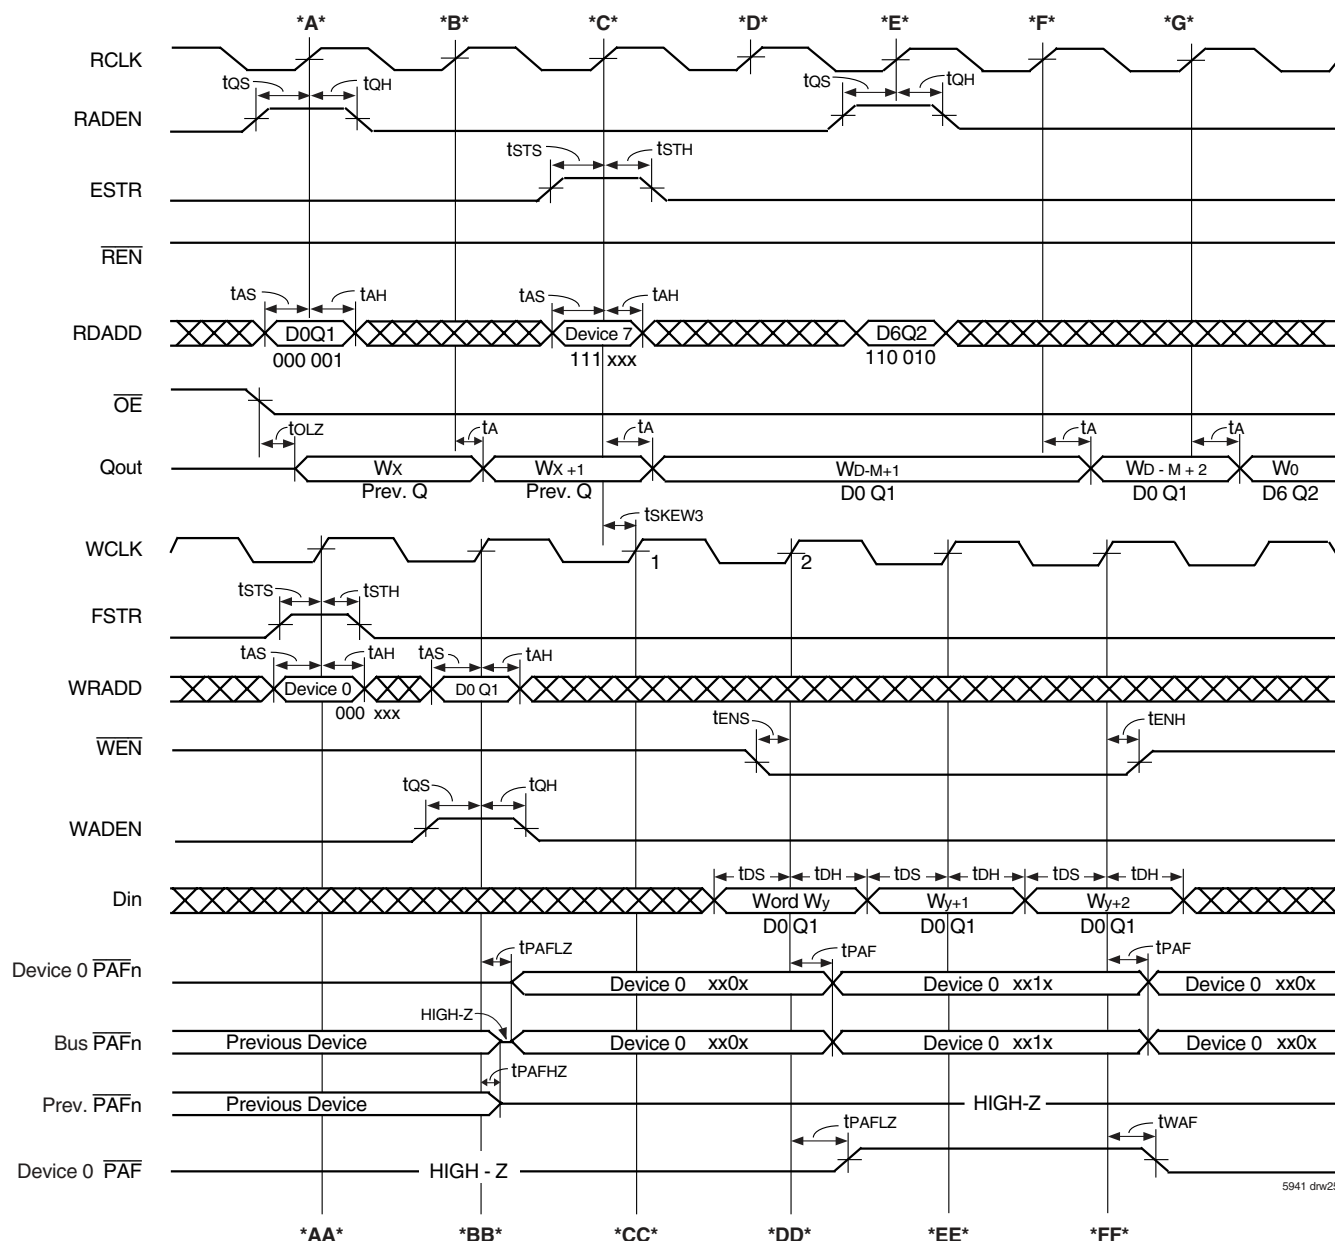 *A* *B* *C* *D* *E* *F* *G*
RCLK
tQS tQH tQS tQH
RADEN
tSTS tSTH
ESTR
REN
tAS tAH tAS tAH
RDADD D0Q1 Device 7 D6Q2
000 001 111 xxx 110 010
OE
tOLZ tA tA tA tA
Qout WX WX +1 WD-M+1 WD - M + 2 W0
Prev. Q Prev. Q D0 Q1 D0 Q1 D6 Q2
tSKEW3
WCLK 1 2
tSTS tSTH
FSTR
tAS tAH tAS tAH
WRADD Device 0 D0 Q1
000 xxx
tENS tENH
WEN
tQS tQH
WADEN
tDS tDH tDS tDH tDS tDH
Din Word Wy Wy+1 Wy+2
D0 Q1 D0 Q1 D0 Q1
tPAFLZ tPAF tPAF
Device 0 PAFn Device 0 xx0x Device 0 xx1x Device 0 xx0x
HIGH-Z
Bus PAFn Previous Device Device 0 xx0x Device 0 xx1x Device 0 xx0x
tPAFHZ
Prev. PAFn Previous Device HIGH-Z
tPAFLZ tWAF
Device 0 PAF HIGH - Z
5941 drw25
*AA* *BB* *CC* *DD* *EE* *FF*